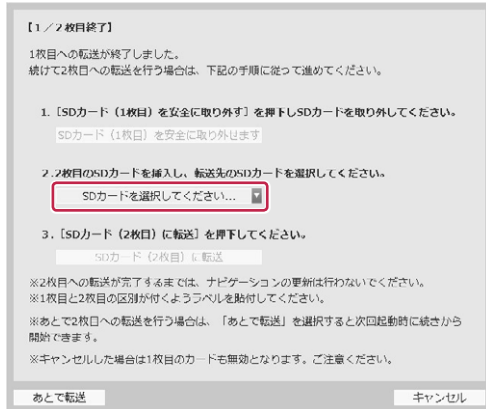 【1／2枚目終了】
1枚目への転送が終了しました。
続けて2枚目への転送を行う場合は、下記の手順に従って進めてください。
1.［SDカード（1枚目）を安全に取り外す］を押下しSDカードを取り外してください。
SDカード（1枚目）を安全に取り外せます
2.2枚目のSDカードを挿入し、転送先のSDカードを選択してください。
SDカードを選択してください...
3.［SDカード（2枚目）に転送］を押下してください。
SDカード（2枚目）に転送
※2枚目への転送が完了するまでは、ナビゲーションの更新は行わないでください。
※1枚目と2枚目の区別が付くようラベルを貼付してください。
※あとで2枚目への転送を行う場合は、「あとで転送」を選択すると次回起動時に続きから
開始できます。
※キャンセルした場合は1枚目のカードも無効となります。ご注意ください。
あとで転送
キャンセル